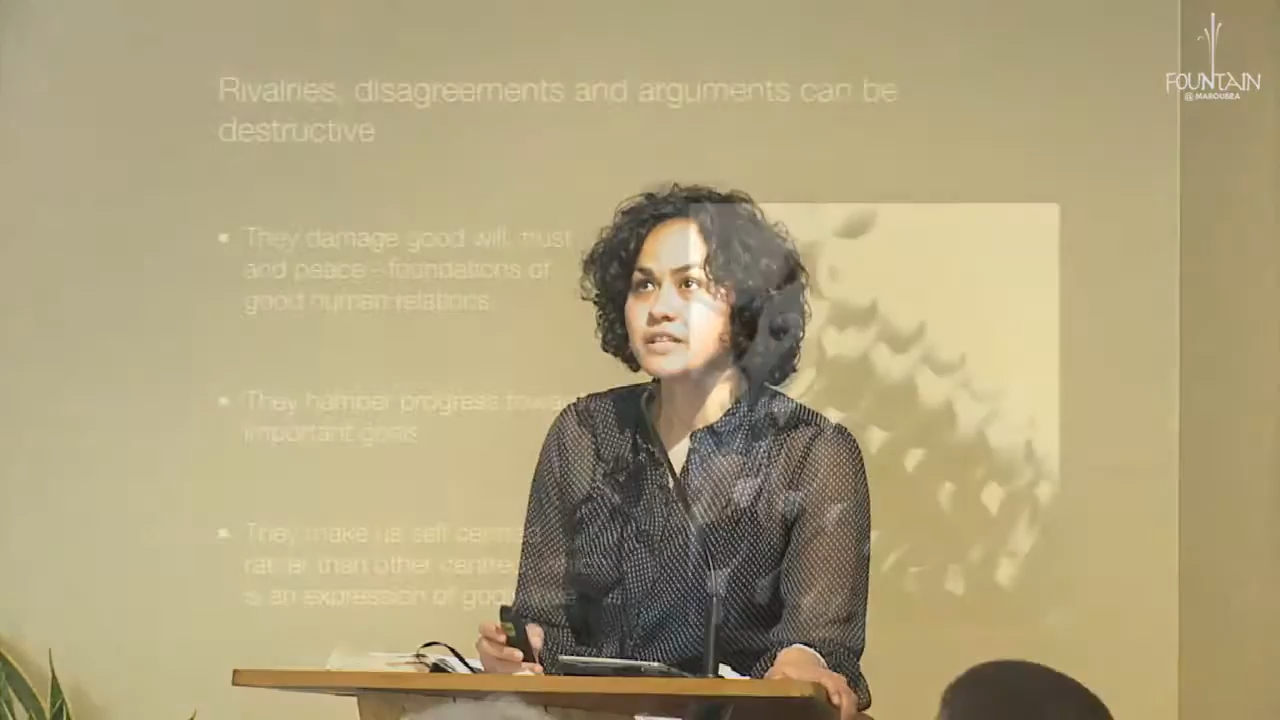 Rivalries, disagreements and arguments can be
destructive
They damage good will, trust
and peace - foundations of
good human relations
They hamper progress
important goals
They make us self
rather than other
is an expression of
FOUNTAIN
@ MAROUBRA